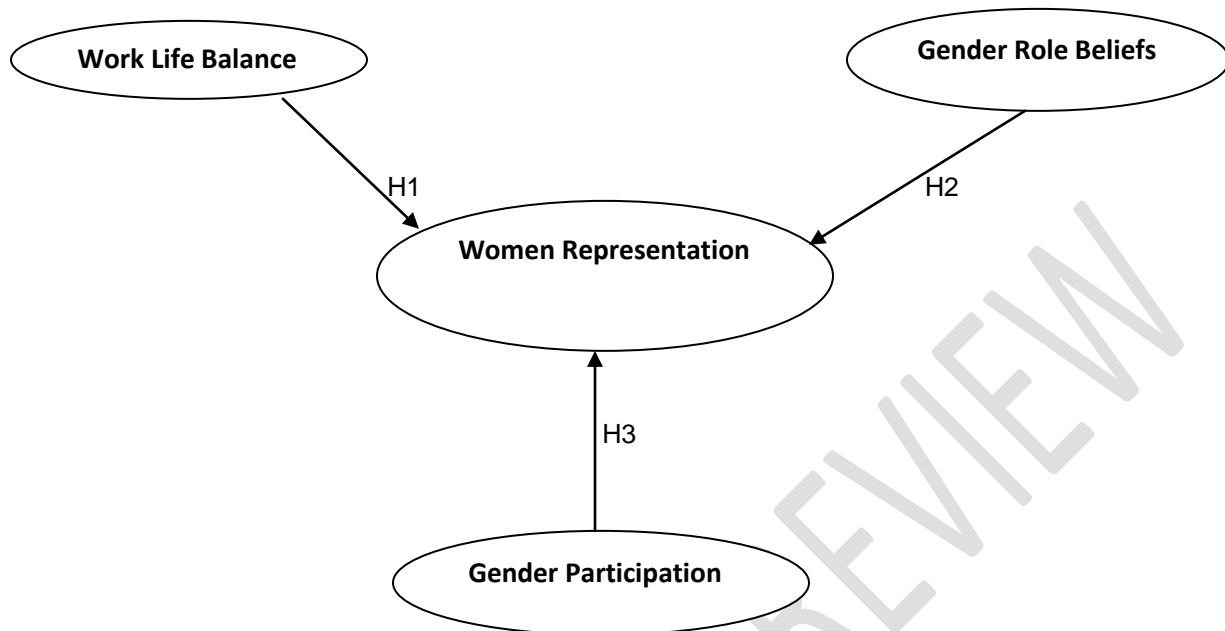 Work Life Balance
Gender Role Beliefs
H1
H2
Women Representation
H3
Gender Participation
REVIEW